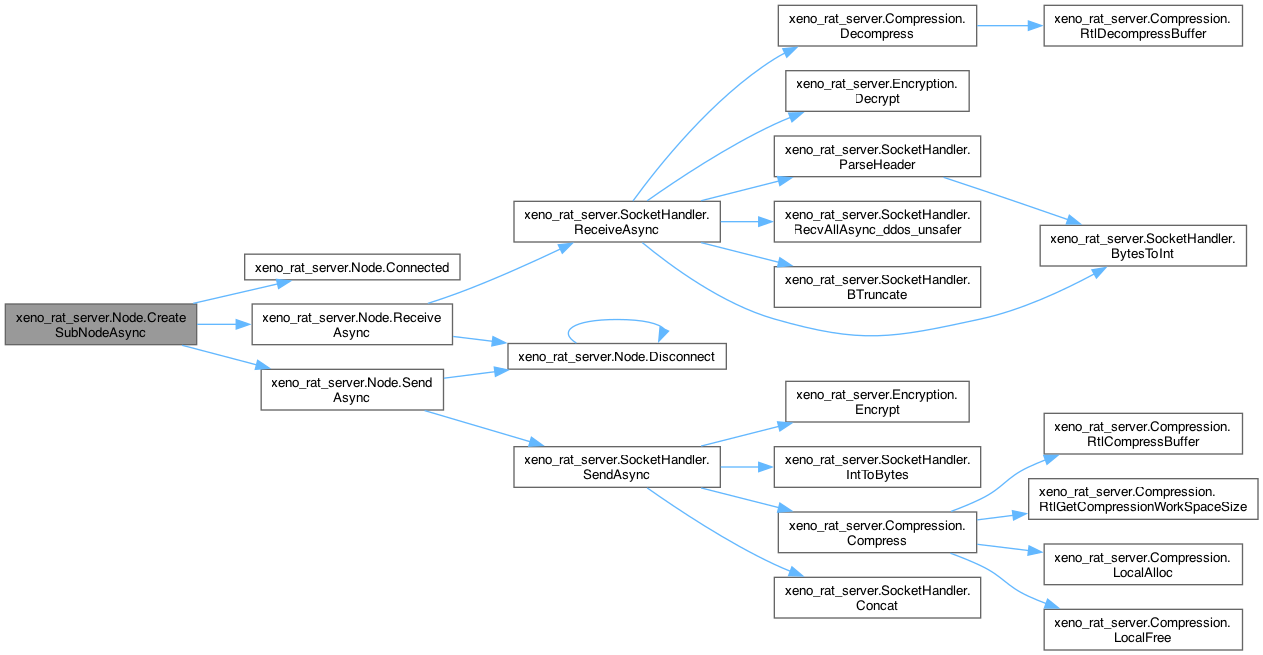 xeno_rat_server.Compression.
Decompress
xeno_rat_server.Compression.
RtlDecompressBuffer
xeno_rat_server.Encryption.
Decrypt
xeno_rat_server.SocketHandler.
ParseHeader
xeno_rat_server.SocketHandler.
ReceiveAsync
xeno_rat_server.SocketHandler.
RecvAllAsync_ddos_unsafer
xeno_rat_server.SocketHandler.
BytesToInt
xeno_rat_server.Node.Connected
xeno_rat_server.SocketHandler.
BTruncate
xeno_rat_server.Node.Create
SubNodeAsync
xeno_rat_server.Node.Receive
Async
xeno_rat_server.Node.Disconnect
xeno_rat_server.Node.Send
Async
xeno_rat_server.Encryption.
Encrypt
xeno_rat_server.Compression.
RtlCompressBuffer
xeno_rat_server.SocketHandler.
SendAsync
xeno_rat_server.SocketHandler.
IntToBytes
xeno_rat_server.Compression.
RtlGetCompressionWorkSpaceSize
xeno_rat_server.Compression.
Compress
xeno_rat_server.Compression.
LocalAlloc
xeno_rat_server.SocketHandler.
Concat
xeno_rat_server.Compression.
LocalFree